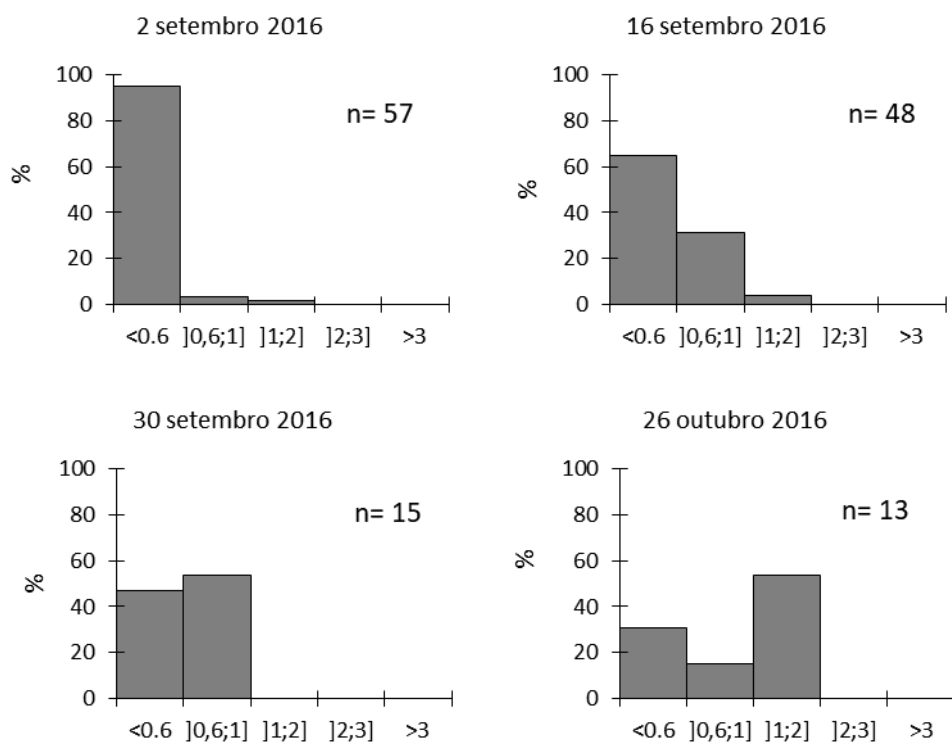 2 setembro 2016
100
80
60
40
20
0
%
n= 57
<0.6 ]0,6;1] ]1;2] ]2;3] >3
16 setembro 2016
100
80
60
40
20
0
%
n= 48
<0.6 ]0,6;1] ]1;2] ]2;3] >3
30 setembro 2016
100
80
60
40
20
0
%
n= 15
<0.6 ]0,6;1] ]1;2] ]2;3] >3
26 outubro 2016
100
80
60
40
20
0
%
n= 13
<0.6 ]0,6;1] ]1;2] ]2;3] >3